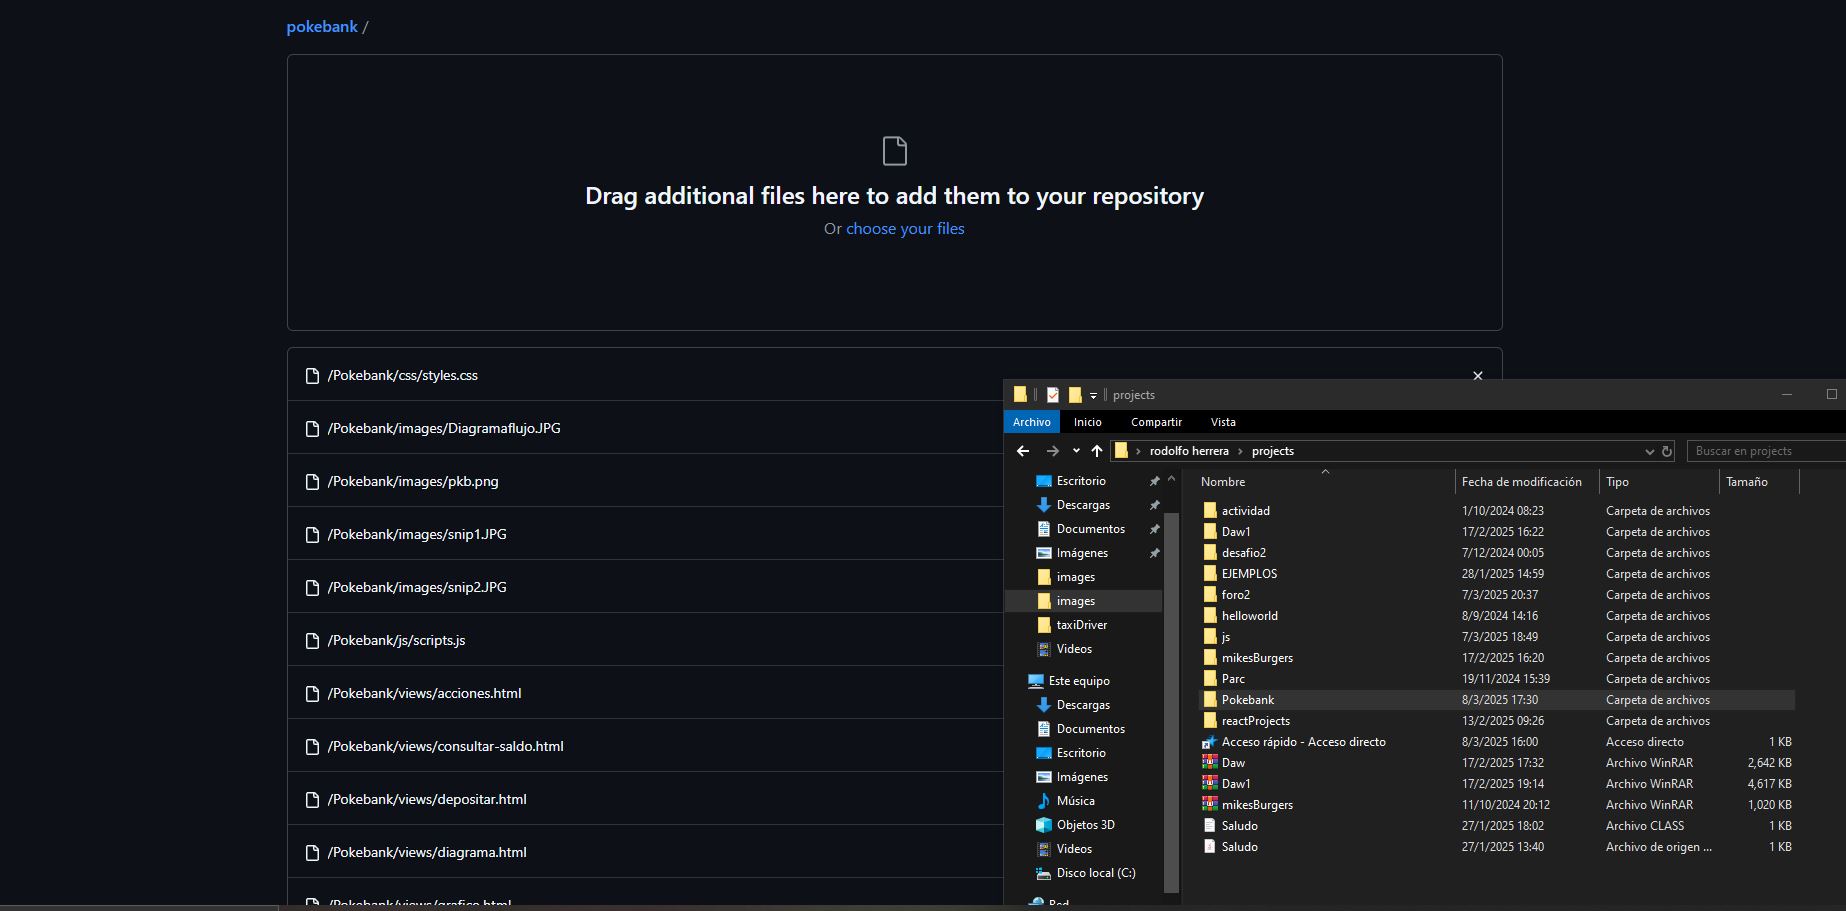 pokebank /
Drag additional files here to add them to your repository
Or choose your files
/Pokebank/css/styles.css
/Pokebank/images/Diagramaflujo.JPG
/Pokebank/images/pkb.png
/Pokebank/images/snip1.JPG
/Pokebank/images/snip2.JPG
/Pokebank/js/scripts.js
/Pokebank/views/acciones.html
/Pokebank/views/consultar-saldo.html
/Pokebank/views/depositar.html
/Pokebank/views/diagrama.html
/Pokebank/views/grafico.html
projects
Archivo Inicio Compartir Vista
rodolfo herrera > projects
Buscar en projects
Escritorio
Descargas
Documentos
Imágenes
images
images
taxiDriver
Videos
Este equipo
Descargas
Documentos
Escritorio
Imágenes
Música
Objetos 3D
Videos
Disco local (C:)
Red
Nombre Fecha de modificación Tipo Tamaño
actividad 1/10/2024 08:23 Carpeta de archivos
Daw1 17/2/2025 16:22 Carpeta de archivos
desafio2 7/12/2024 00:05 Carpeta de archivos
EJEMPLOS 28/1/2025 14:59 Carpeta de archivos
foro2 7/3/2025 20:37 Carpeta de archivos
helloworld 8/9/2024 14:16 Carpeta de archivos
js 7/3/2025 18:49 Carpeta de archivos
mikesBurgers 17/2/2025 16:20 Carpeta de archivos
Parc 19/11/2024 15:39 Carpeta de archivos
Pokebank 8/3/2025 17:30 Carpeta de archivos
reactProjects 13/2/2025 09:26 Carpeta de archivos
Acceso rápido - Acceso directo 8/3/2025 16:00 Acceso directo 1 KB
Daw 17/2/2025 17:32 Archivo WinRAR 2,642 KB
Daw1 17/2/2025 19:14 Archivo WinRAR 4,617 KB
mikesBurgers 11/10/2024 20:12 Archivo WinRAR 1,020 KB
Saludo 27/1/2025 18:02 Archivo CLASS 1 KB
Saludo 27/1/2025 13:40 Archivo de origen ... 1 KB